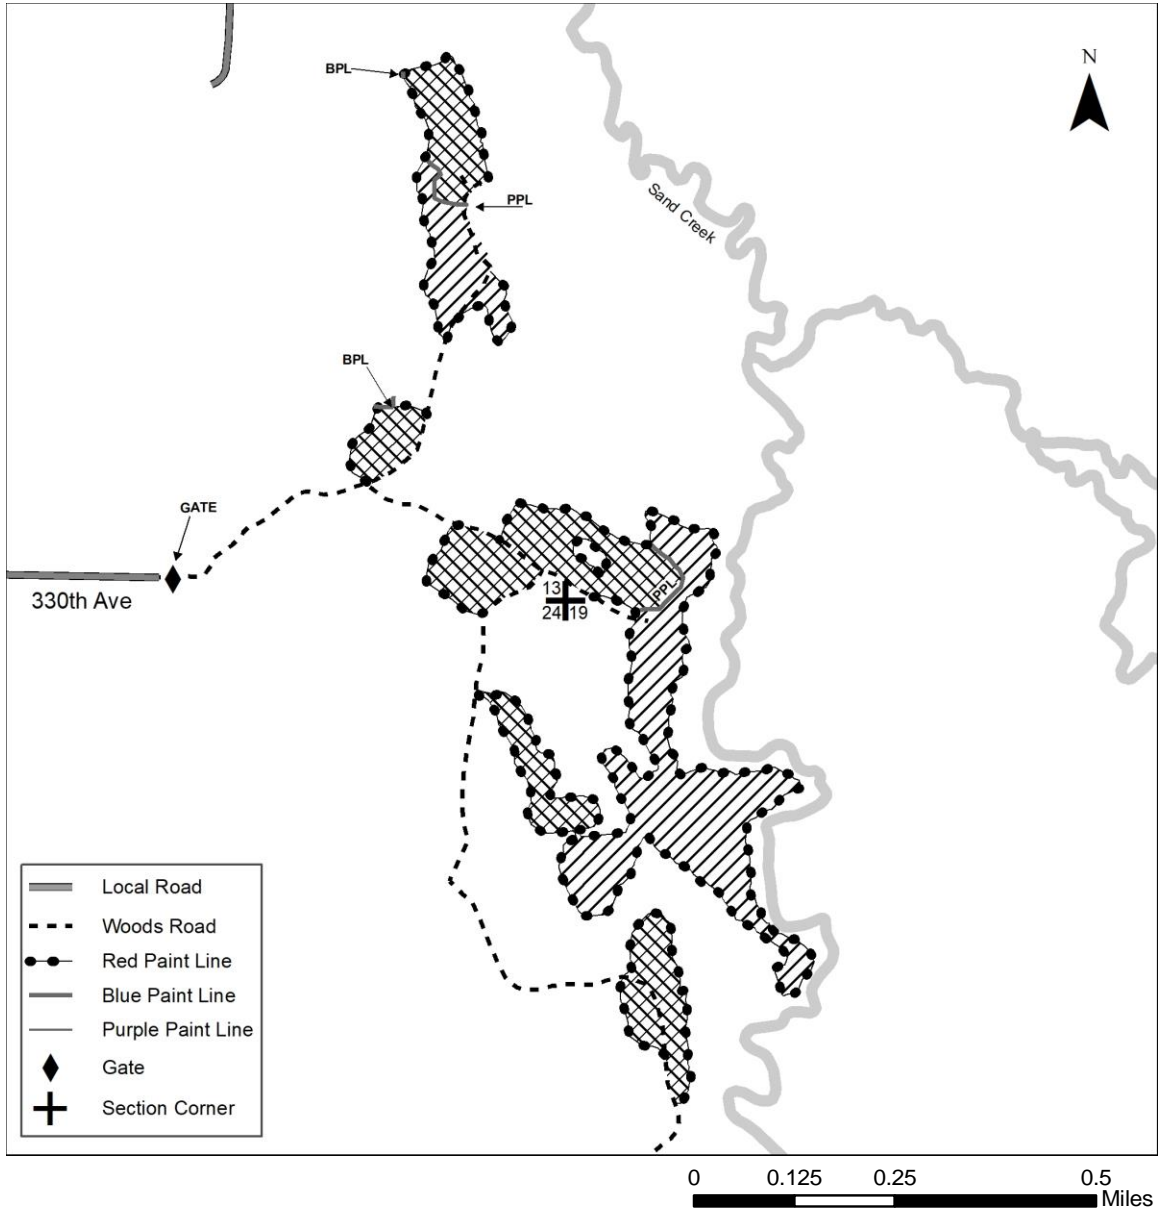 BPL
N
PPL
Sand Creek
BPL
GATE
330th Ave
PPL
13
24 19
Local Road
Woods Road
Red Paint Line
Blue Paint Line
Purple Paint Line
Gate
Section Corner
0 0.125 0.25 0.5
Miles